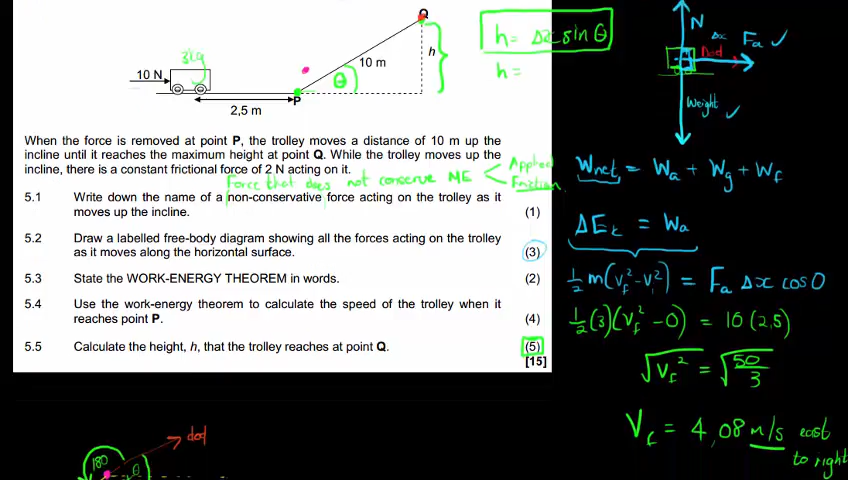 Q
h = Δx sin θ
h =
3kg
10 N
10 m
h
θ
P
2,5 m
N
Δx
dod
Fa ✓
Weight ✓
When the force is removed at point P, the trolley moves a distance of 10 m up the
incline until it reaches the maximum height at point Q. While the trolley moves up the
incline, there is a constant frictional force of 2 N acting on it.
Force that does not conserve ME < Applied
Friction
5.1 Write down the name of a non-conservative force acting on the trolley as it
moves up the incline. (1)
5.2 Draw a labelled free-body diagram showing all the forces acting on the trolley
as it moves along the horizontal surface. (3)
5.3 State the WORK-ENERGY THEOREM in words. (2)
5.4 Use the work-energy theorem to calculate the speed of the trolley when it
reaches point P. (4)
5.5 Calculate the height, h, that the trolley reaches at point Q. (5)
[15]
Wnet = Wa + Wg + Wf
ΔEk = Wa
½ m(vf² - vi²) = Fa Δx cos 0
½(3)(vf² - 0) = 10(2,5)
√vf² = √50/3
Vf = 4,08 m/s east
to right
180
θ
dod